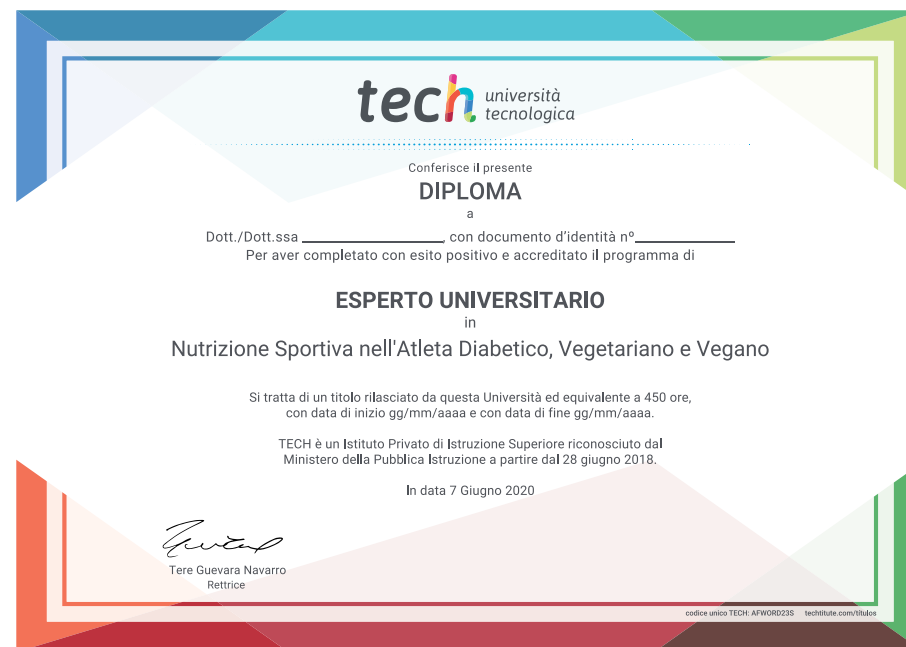 tech università
tecnologica
Conferisce il presente
DIPLOMA
a
Dott./Dott.ssa ____________, con documento d'identità nº____________
Per aver completato con esito positivo e accreditato il programma di
ESPERTO UNIVERSITARIO
in
Nutrizione Sportiva nell'Atleta Diabetico, Vegetariano e Vegano
Si tratta di un titolo rilasciato da questa Università ed equivalente a 450 ore,
con data di inizio gg/mm/aaaa e con data di fine gg/mm/aaaa.
TECH è un Istituto Privato di Istruzione Superiore riconosciuto dal
Ministero della Pubblica Istruzione a partire dal 28 giugno 2018.
In data 7 Giugno 2020
Tere Guevara Navarro
Rettrice
codice unico TECH: AFWORD23S techtitute.com/titulos